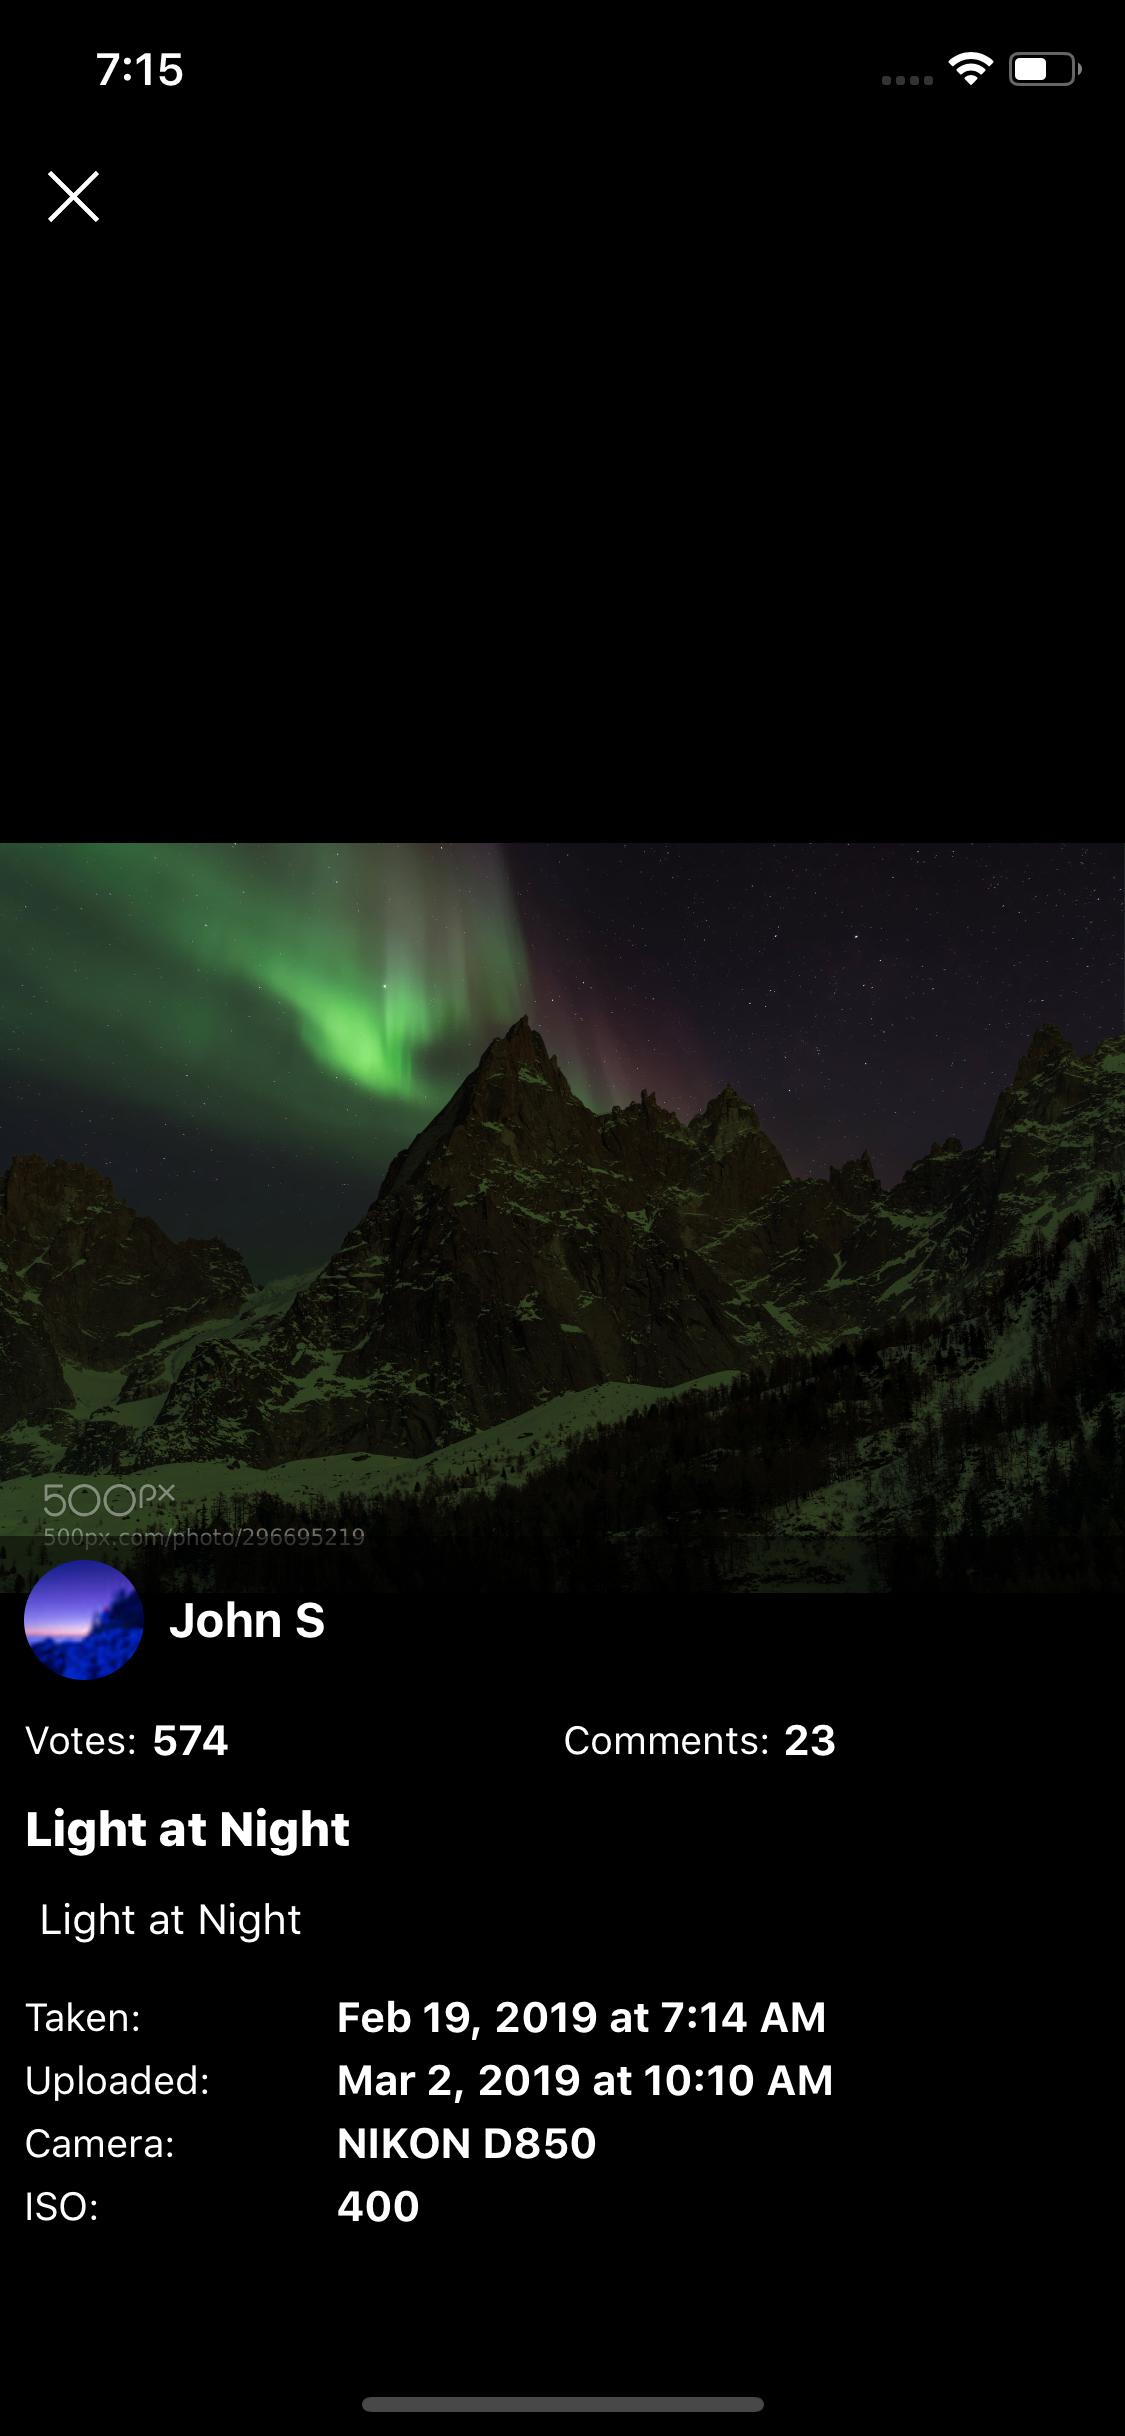 7:15
500px
500px.com/photo/296695219
John S
Votes: 574 Comments: 23
Light at Night
Light at Night
Taken: Feb 19, 2019 at 7:14 AM
Uploaded: Mar 2, 2019 at 10:10 AM
Camera: NIKON D850
ISO: 400